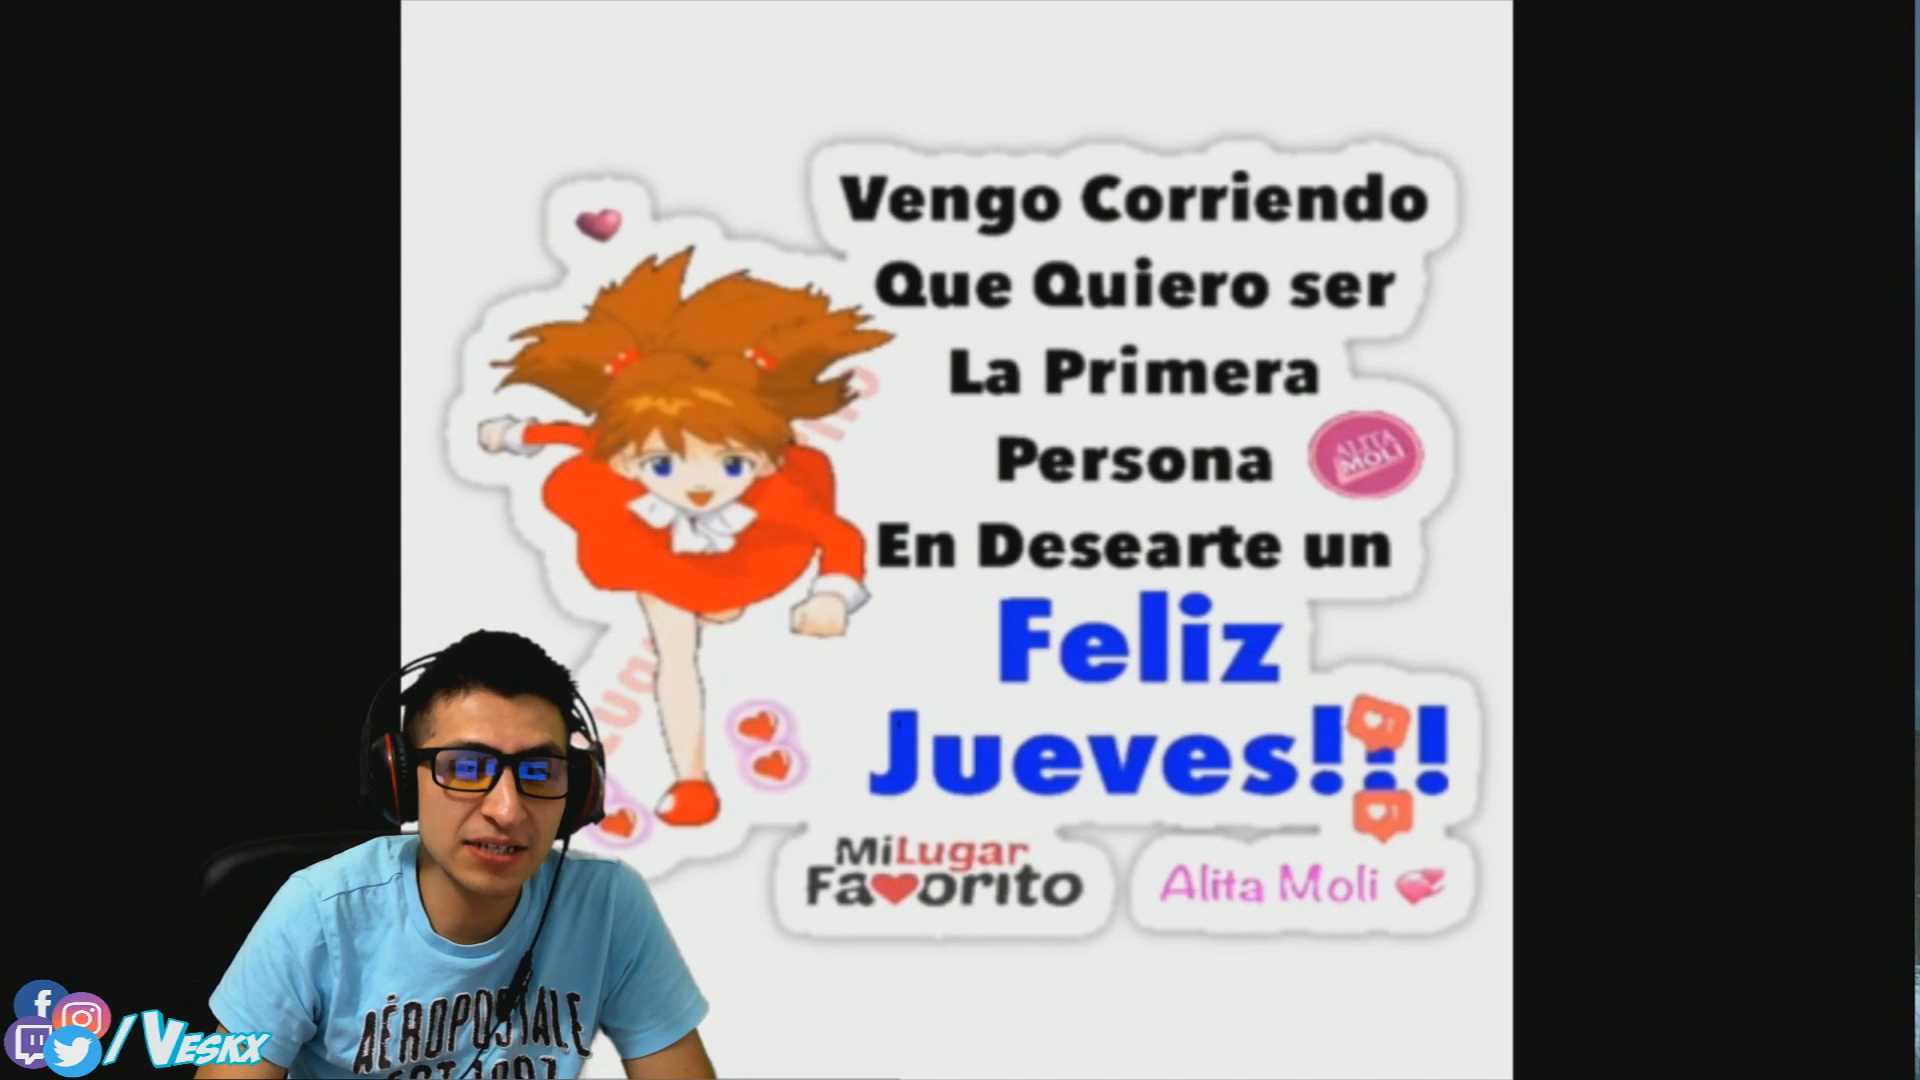 Vengo Corriendo
Que Quiero ser
La Primera
Persona
ALITA
MOLI
En Desearte un
Feliz
Jueves!!!
MiLugar
Favorito
Alita Moli
/Veskx
AÉROPOSTALE